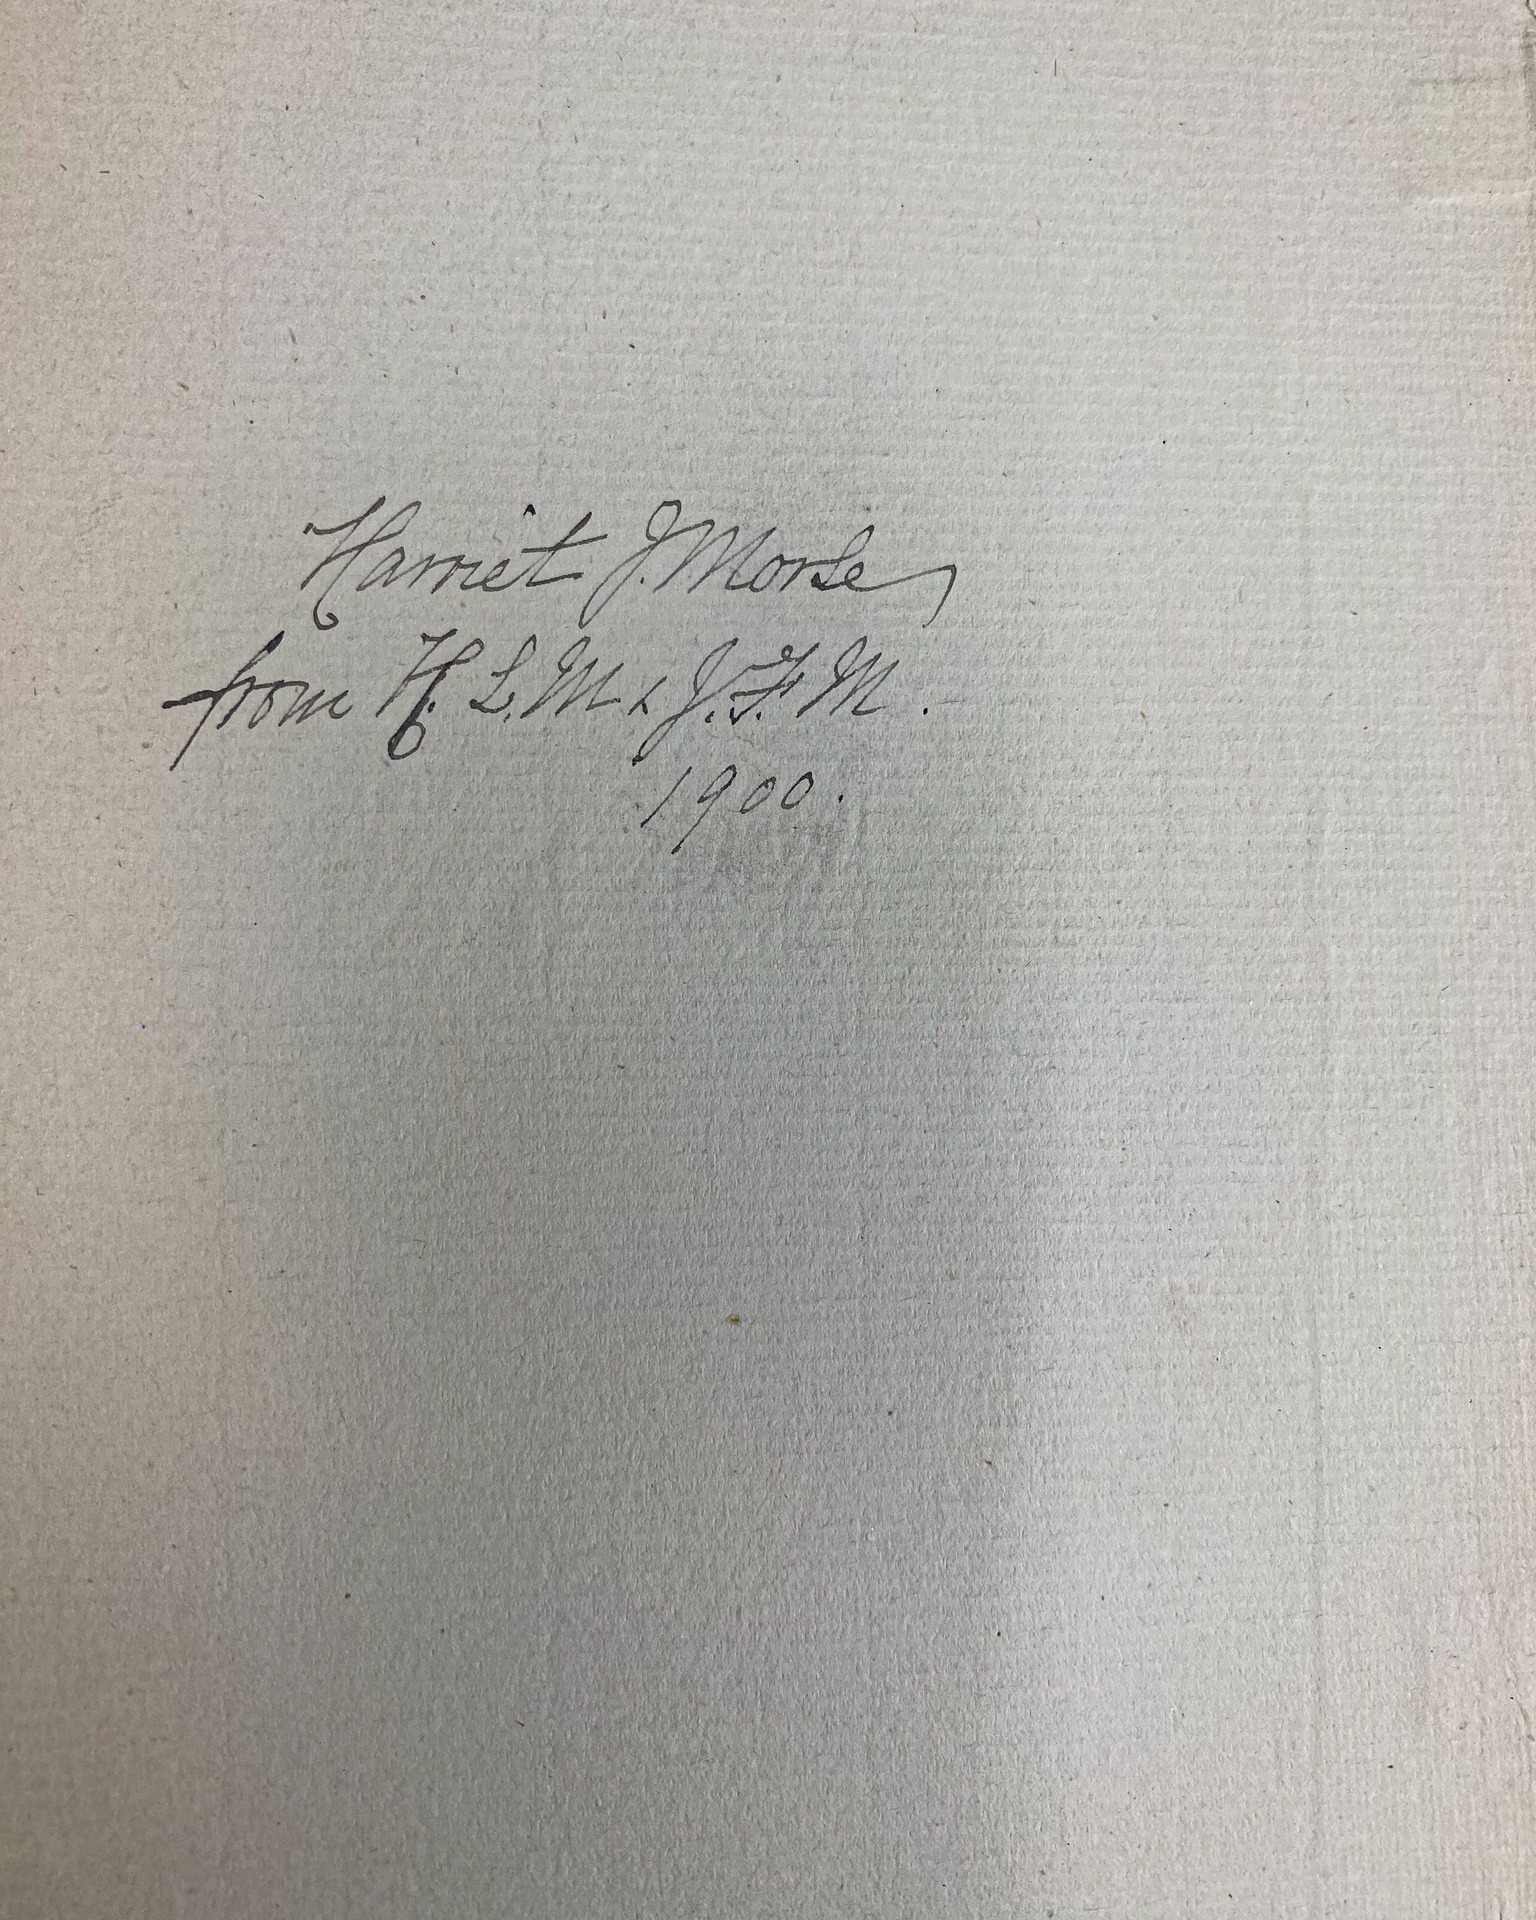 Harriet J. Morse
from H. L. M & J. F. M.
1900.